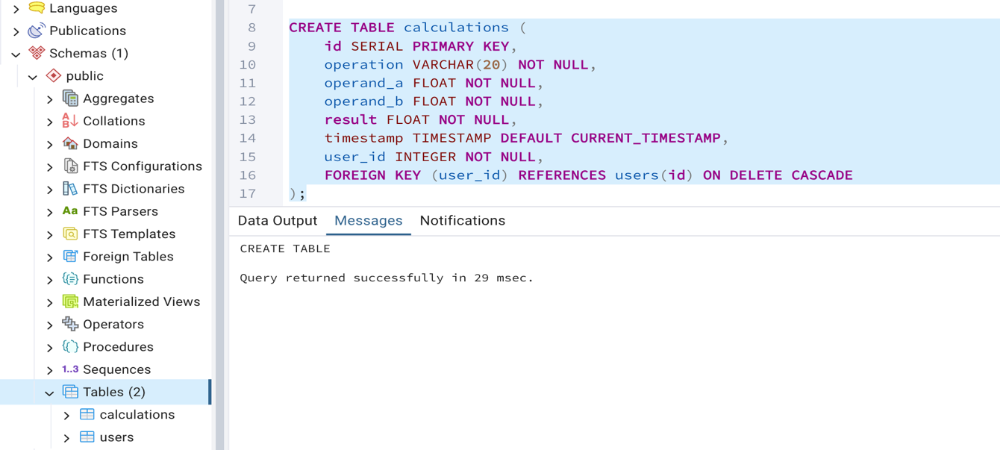 Languages
Publications
Schemas (1)
public
Aggregates
Collations
Domains
FTS Configurations
FTS Dictionaries
Aa FTS Parsers
FTS Templates
Foreign Tables
Functions
Materialized Views
Operators
Procedures
1..3 Sequences
Tables (2)
calculations
users
7
8 CREATE TABLE calculations (
9 id SERIAL PRIMARY KEY,
10 operation VARCHAR(20) NOT NULL,
11 operand_a FLOAT NOT NULL,
12 operand_b FLOAT NOT NULL,
13 result FLOAT NOT NULL,
14 timestamp TIMESTAMP DEFAULT CURRENT_TIMESTAMP,
15 user_id INTEGER NOT NULL,
16 FOREIGN KEY (user_id) REFERENCES users(id) ON DELETE CASCADE
17 );
Data Output Messages Notifications
CREATE TABLE
Query returned successfully in 29 msec.